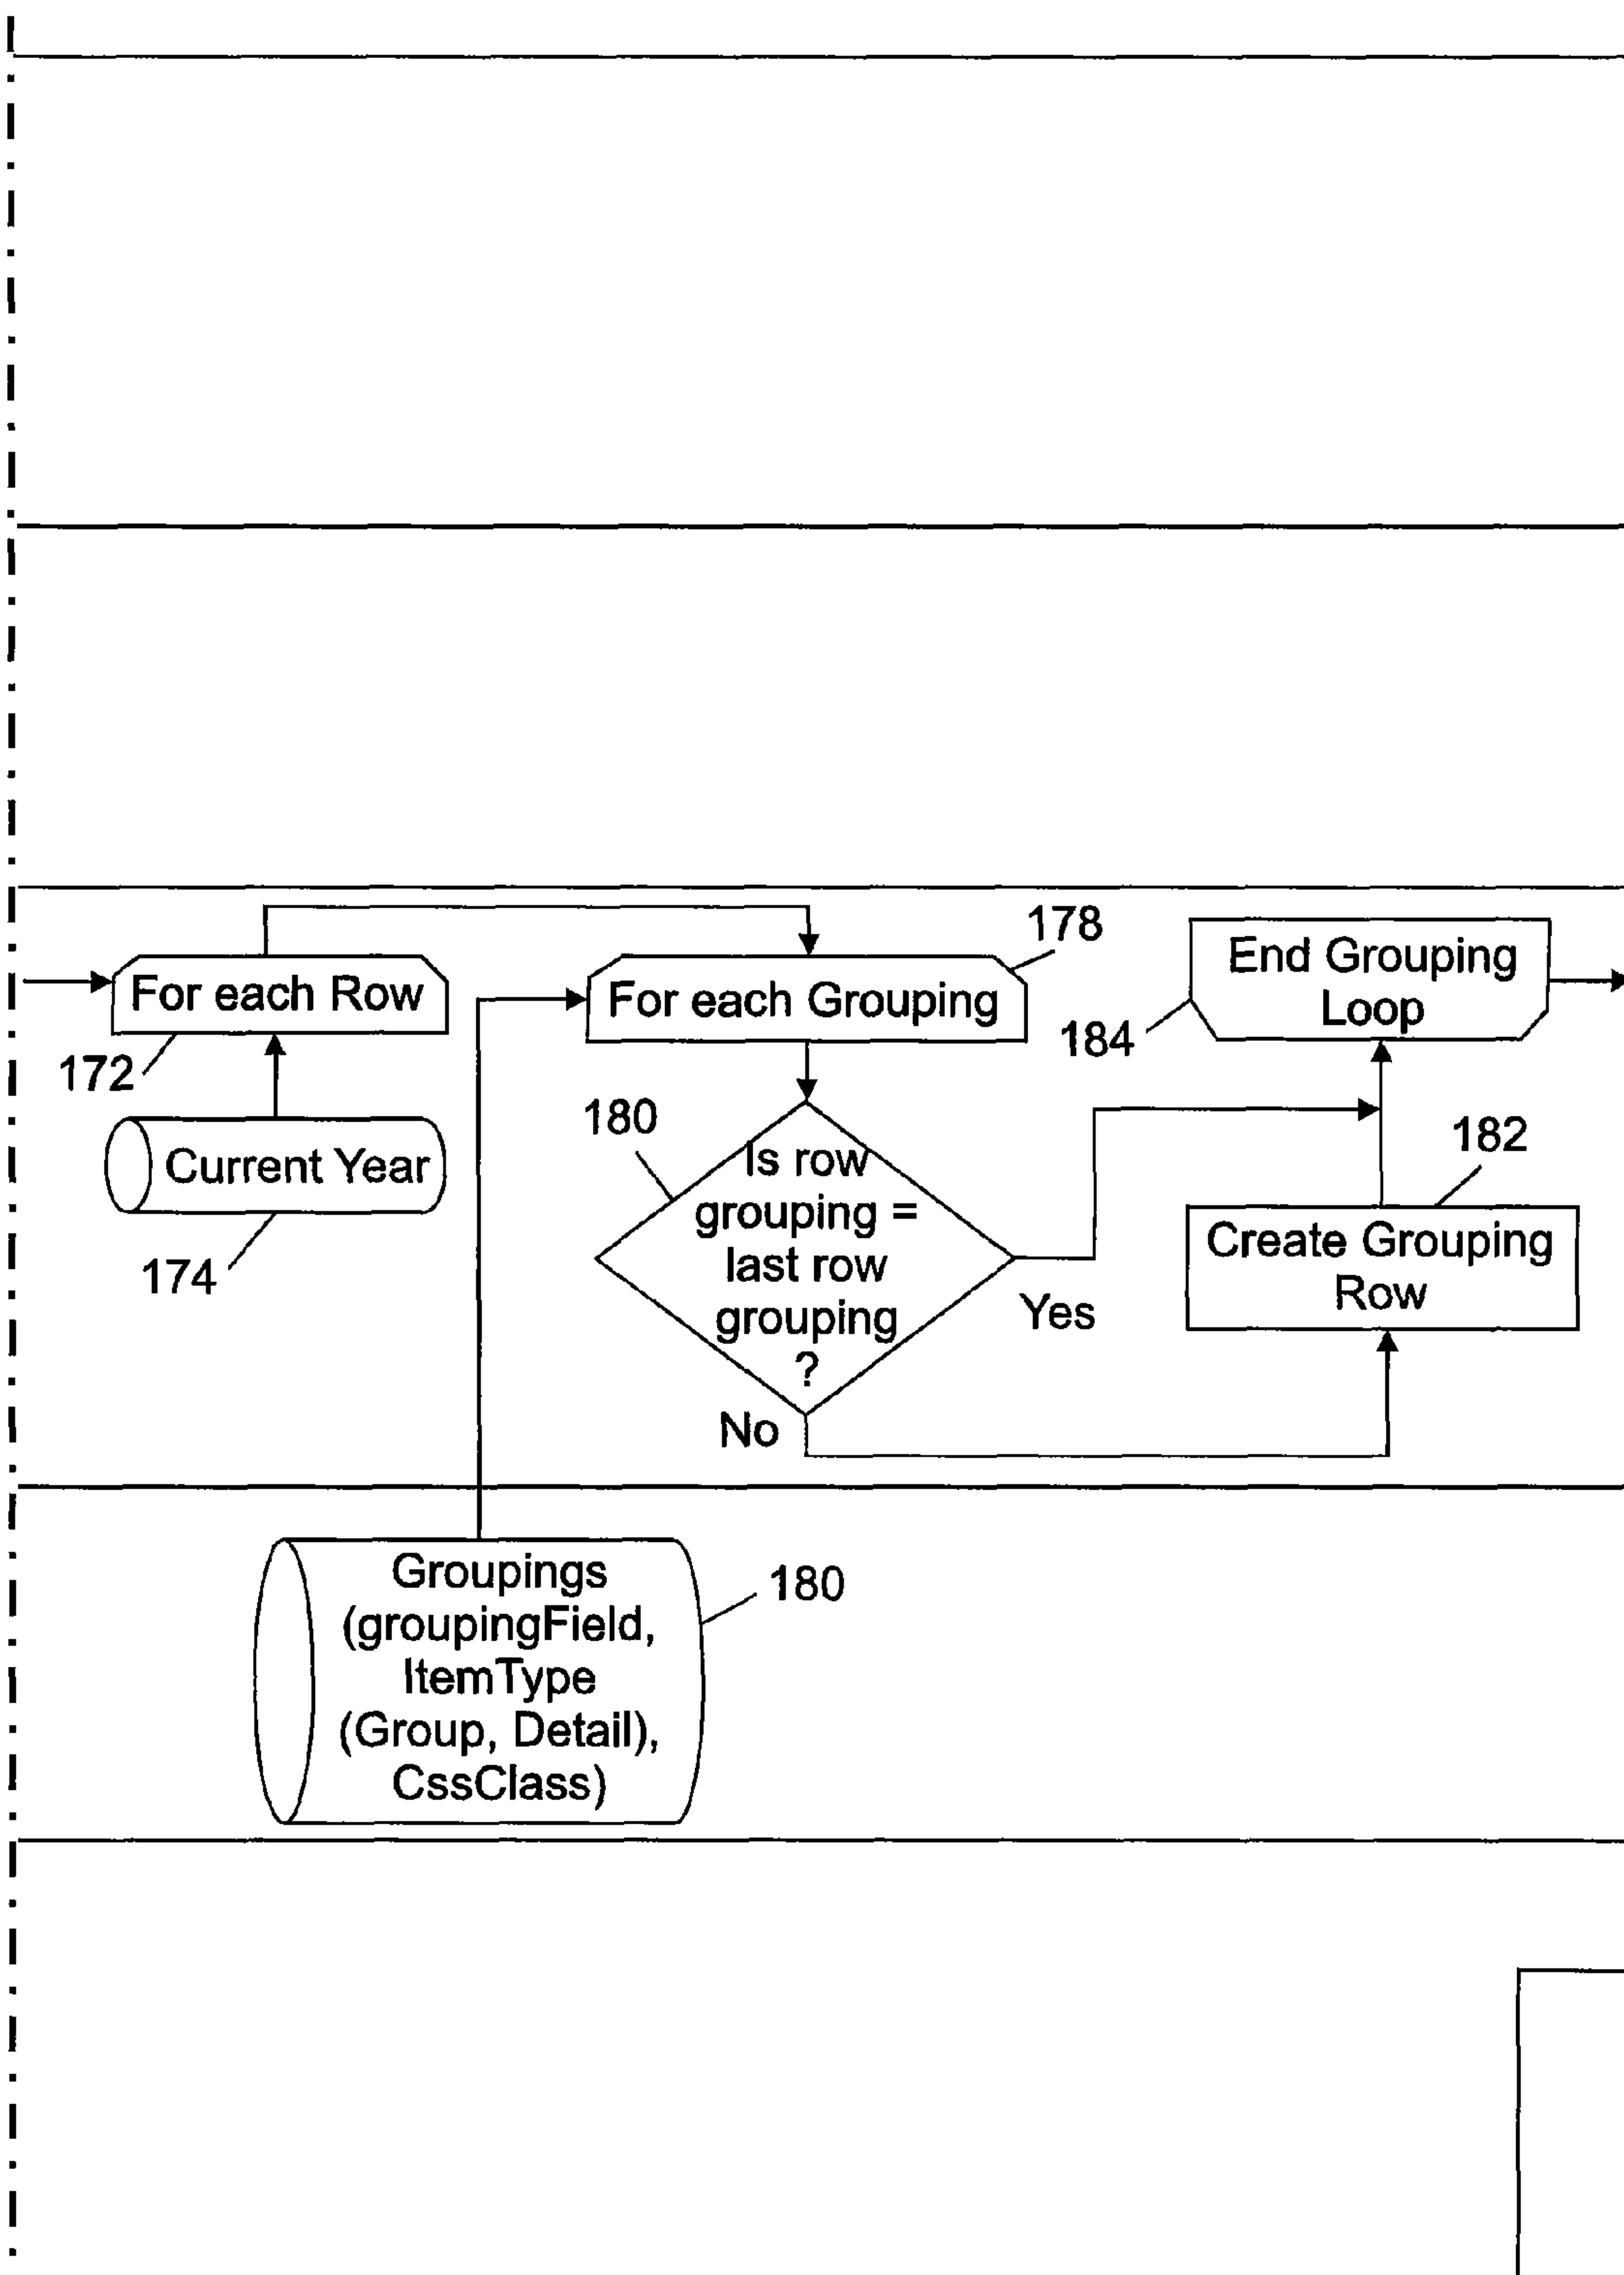 178
For each Row
For each Grouping
End Grouping
Loop
184
172
180
Is row
grouping =
last row
grouping
?
182
Current Year
174
Create Grouping
Row
Yes
No
Groupings
(groupingField,
ItemType
(Group, Detail),
CssClass)
180